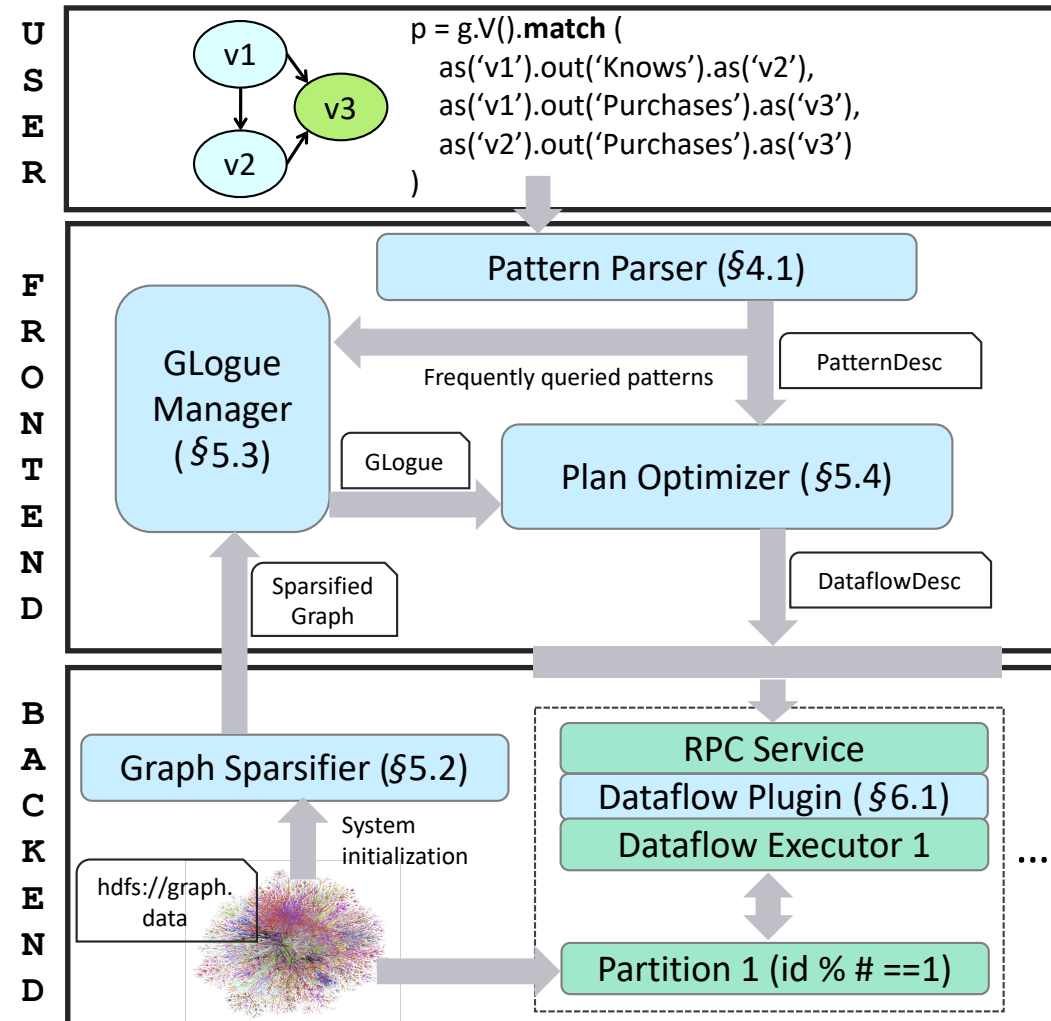 USER
v1
v2
v3
p = g.V().match (
as(‘v1’).out(‘Knows’).as(‘v2’),
as(‘v1’).out(‘Purchases’).as(‘v3’),
as(‘v2’).out(‘Purchases’).as(‘v3’)
)
FRONTEND
Pattern Parser (§4.1)
GLogue
Manager
(§5.3)
Frequently queried patterns
PatternDesc
GLogue
Plan Optimizer (§5.4)
Sparsified
Graph
DataflowDesc
BACKEND
Graph Sparsifier (§5.2)
System
initialization
hdfs://graph.
data
RPC Service
Dataflow Plugin (§6.1)
Dataflow Executor 1
...
Partition 1 (id % # ==1)